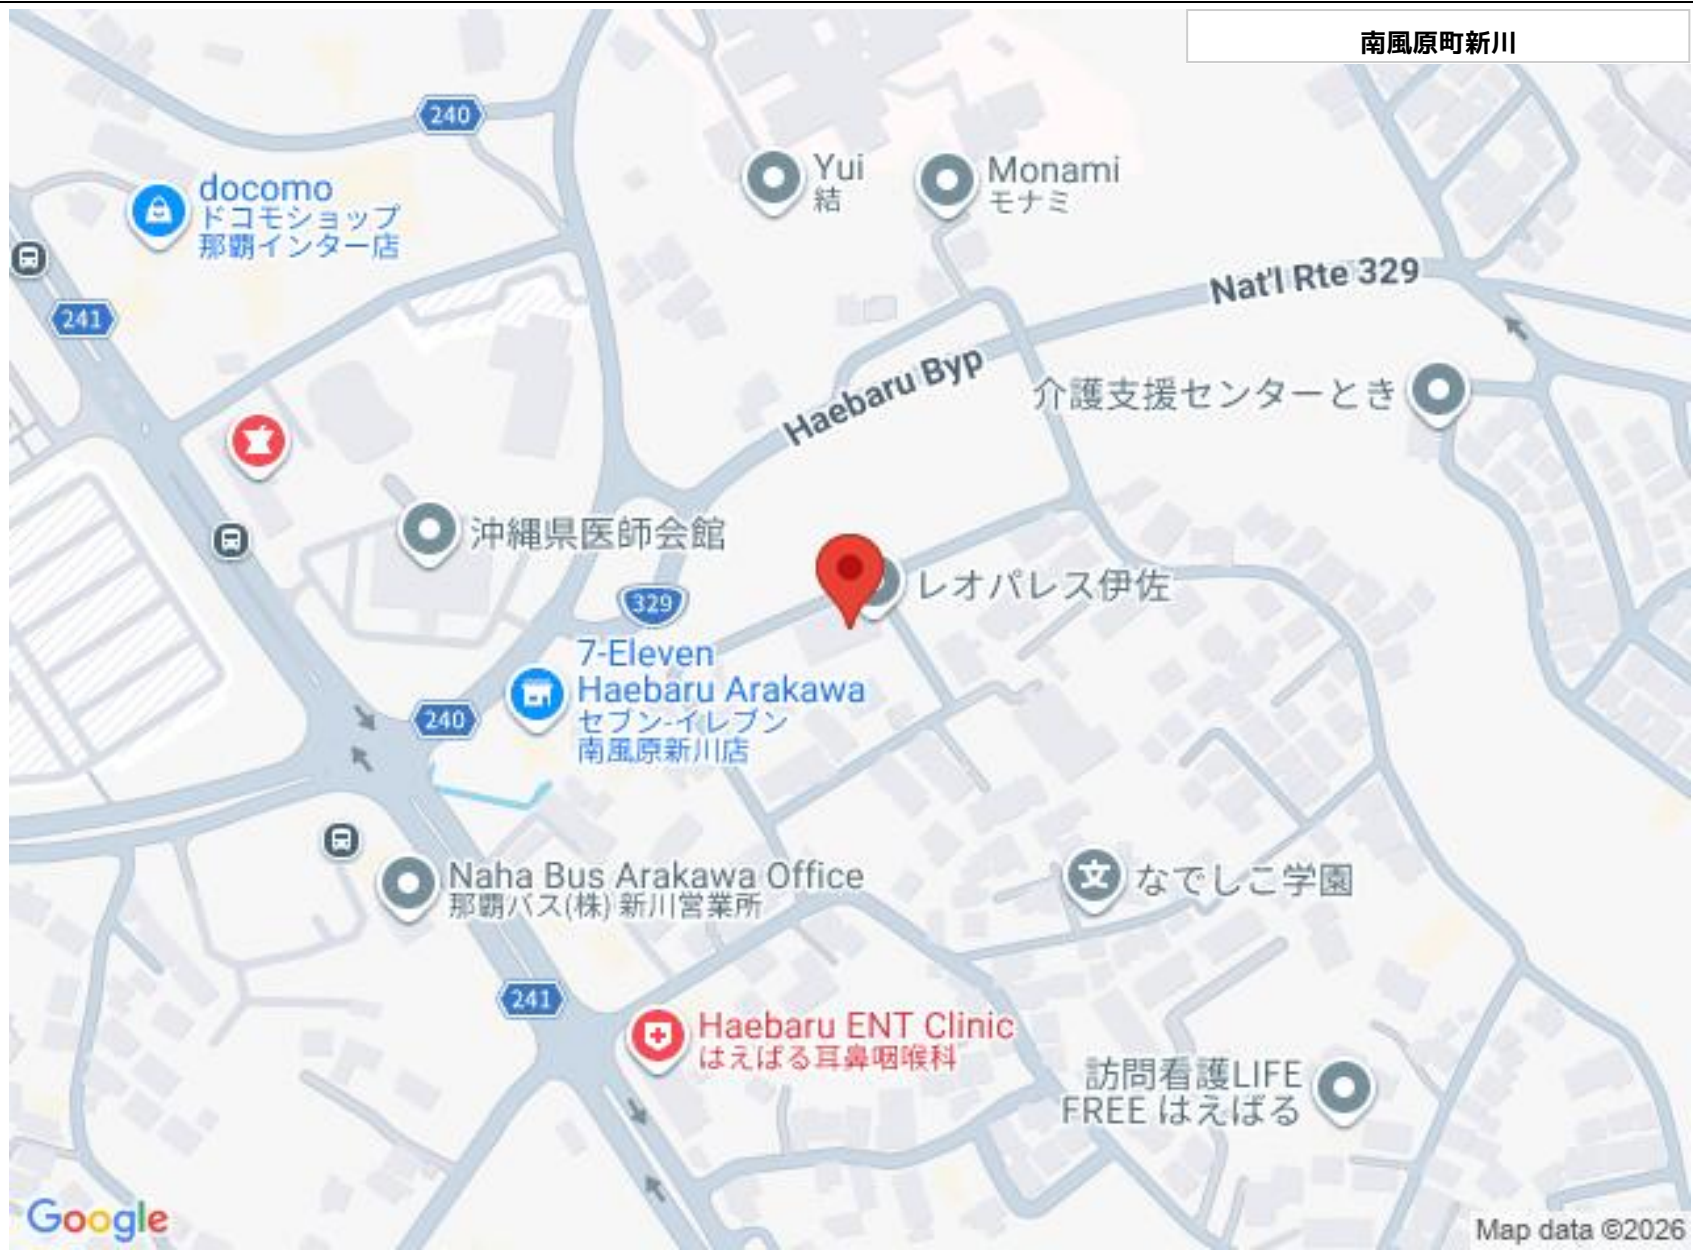 南風原町新川
240
Yui
結
Monami
モナミ
docomo
ドコモショップ
那覇インター店
241
Nat'l Rte 329
Haebaru Byp
介護支援センターとき
沖縄県医師会館
レオパレス伊佐
329
7-Eleven
Haebaru Arakawa
セブン-イレブン
南風原新川店
240
Naha Bus Arakawa Office
那覇バス(株) 新川営業所
文
なでしこ学園
241
Haebaru ENT Clinic
はえばる耳鼻咽喉科
訪問看護LIFE
FREE はえばる
Google
Map data ©2026